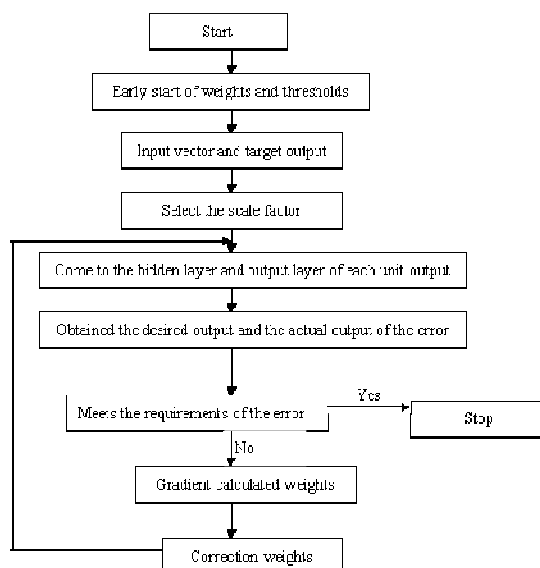 Start
Early start of weights and thresholds
Input vector and target output
Select the scale factor
Come to the hidden layer and output layer of each unit output
Obtained the desired output and the actual output of the error
Meets the requirements of the error
Yes
Stop
No
Gradient calculated weights
Correction weights